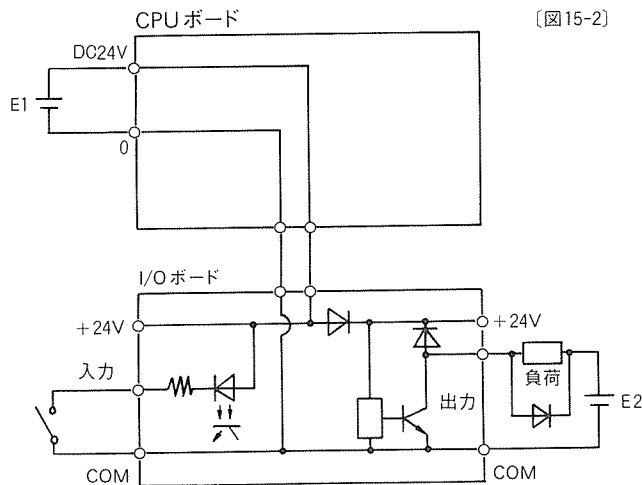 CPUボード
〔図15-2〕
DC24V
E1
0
I/Oボード
+24V
+24V
入力
負荷
出力
E2
COM
COM